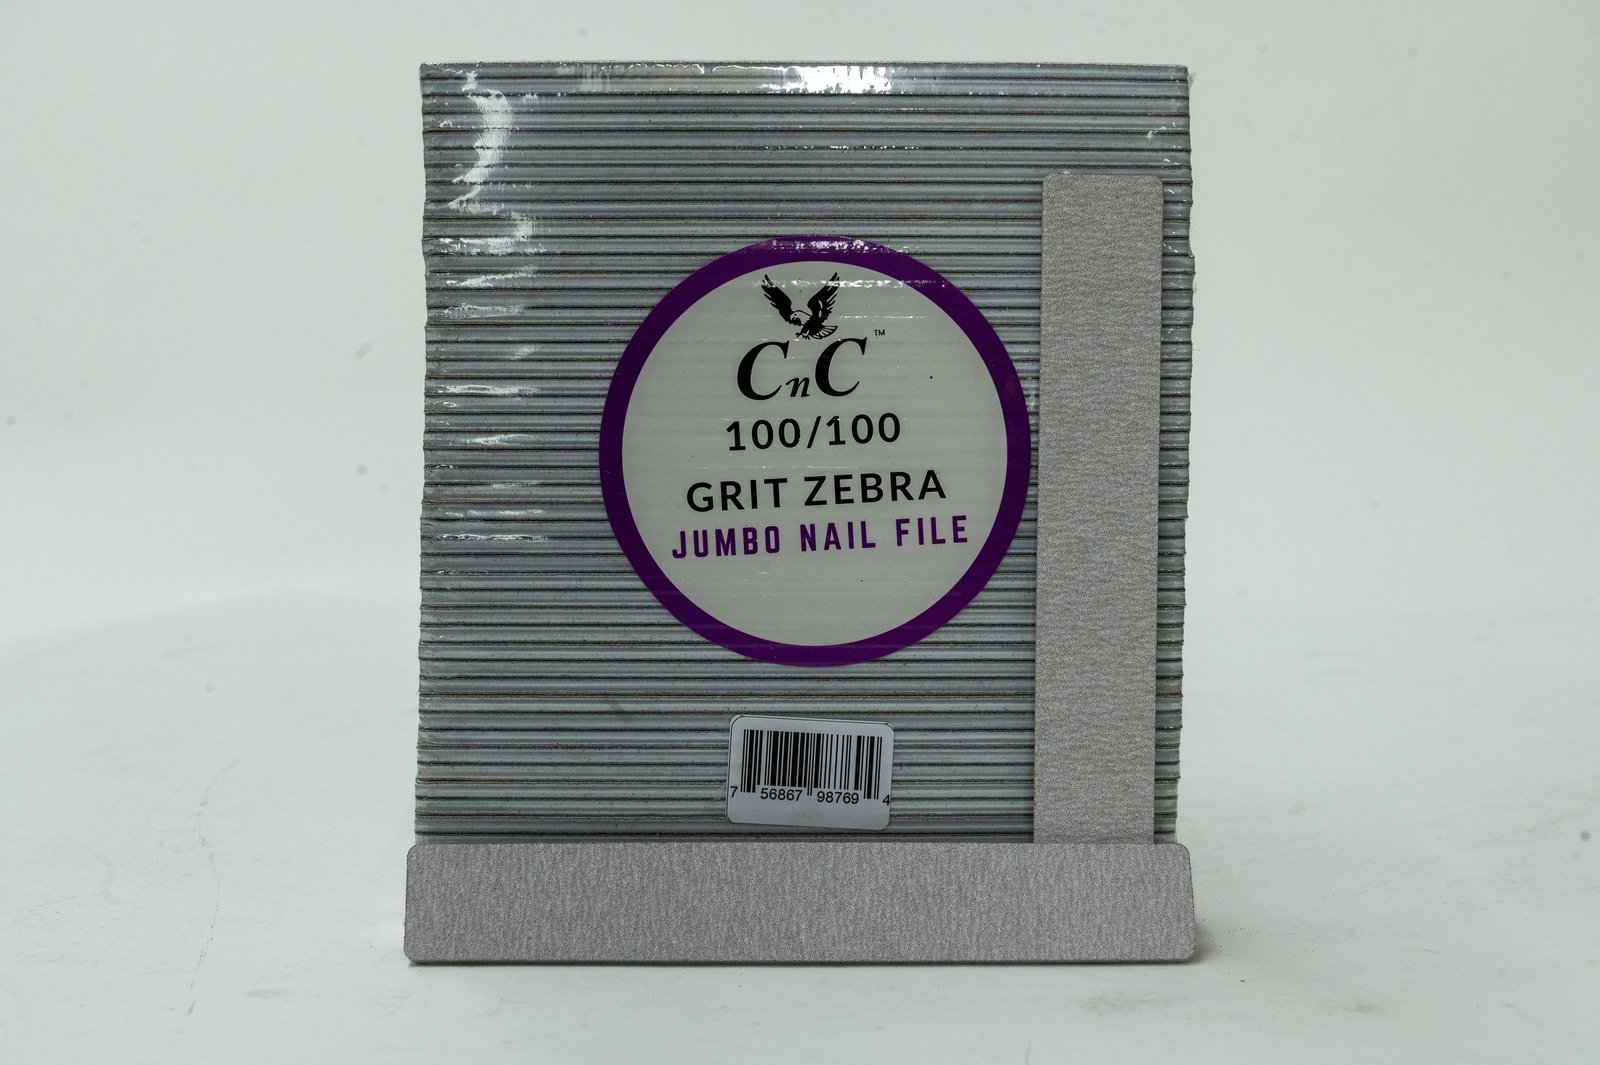 CnC™
100/100
GRIT ZEBRA
JUMBO NAIL FILE
7 56867 98769 4